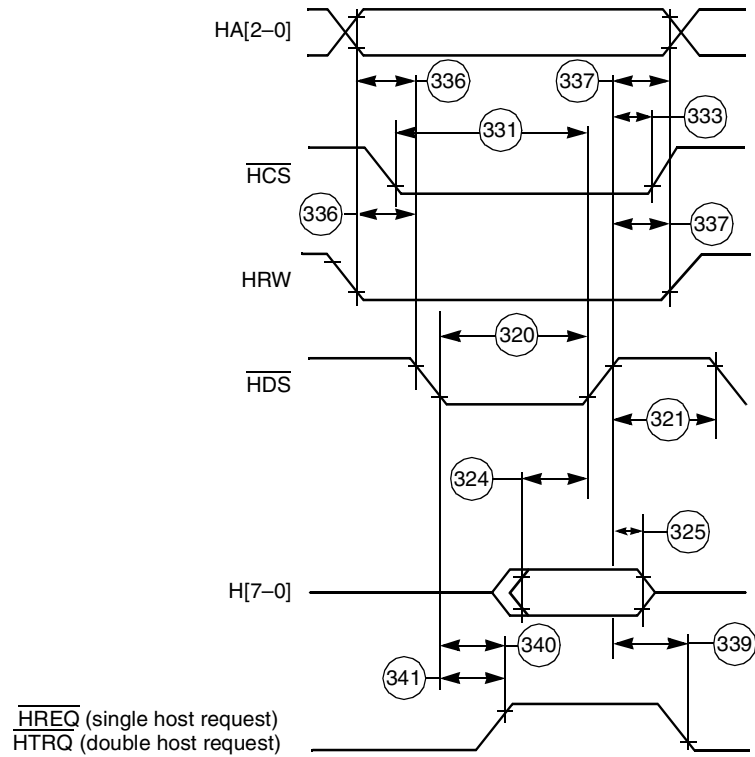 HA[2–0]
336
337
333
331
HCS
336
337
HRW
320
HDS
321
324
325
H[7–0]
340
339
341
HREQ (single host request)
HTRQ (double host request)